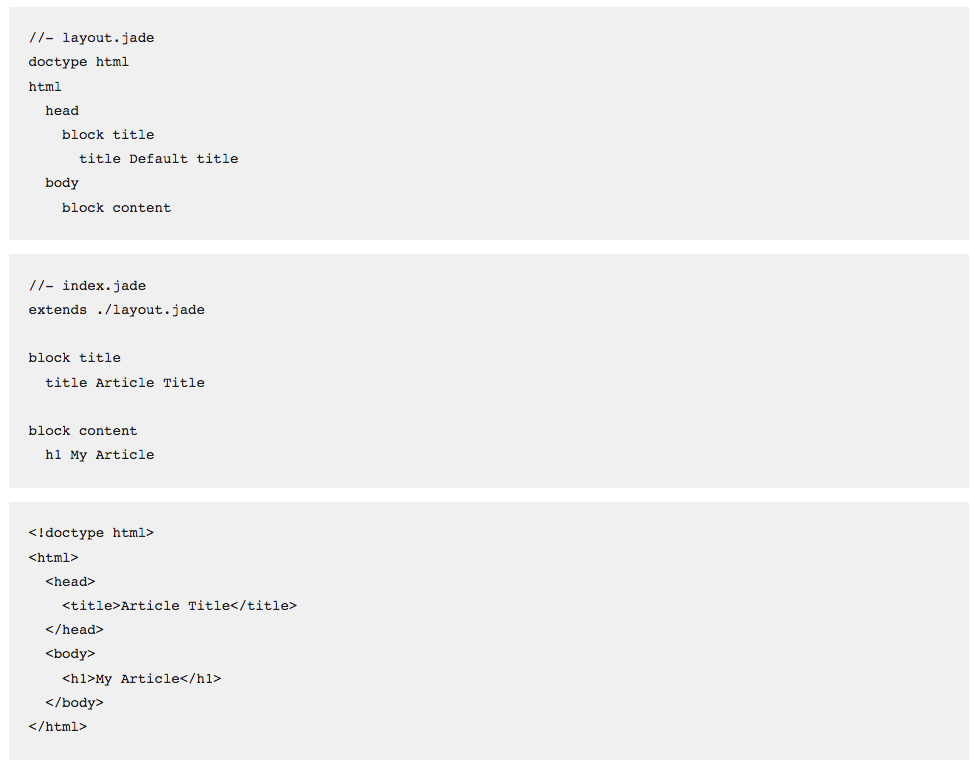 //- layout.jade
doctype html
html
  head
    block title
      title Default title
  body
    block content
//- index.jade
extends ./layout.jade
block title
  title Article Title
block content
  h1 My Article
<!doctype html>
<html>
  <head>
    <title>Article Title</title>
  </head>
  <body>
    <h1>My Article</h1>
  </body>
</html>